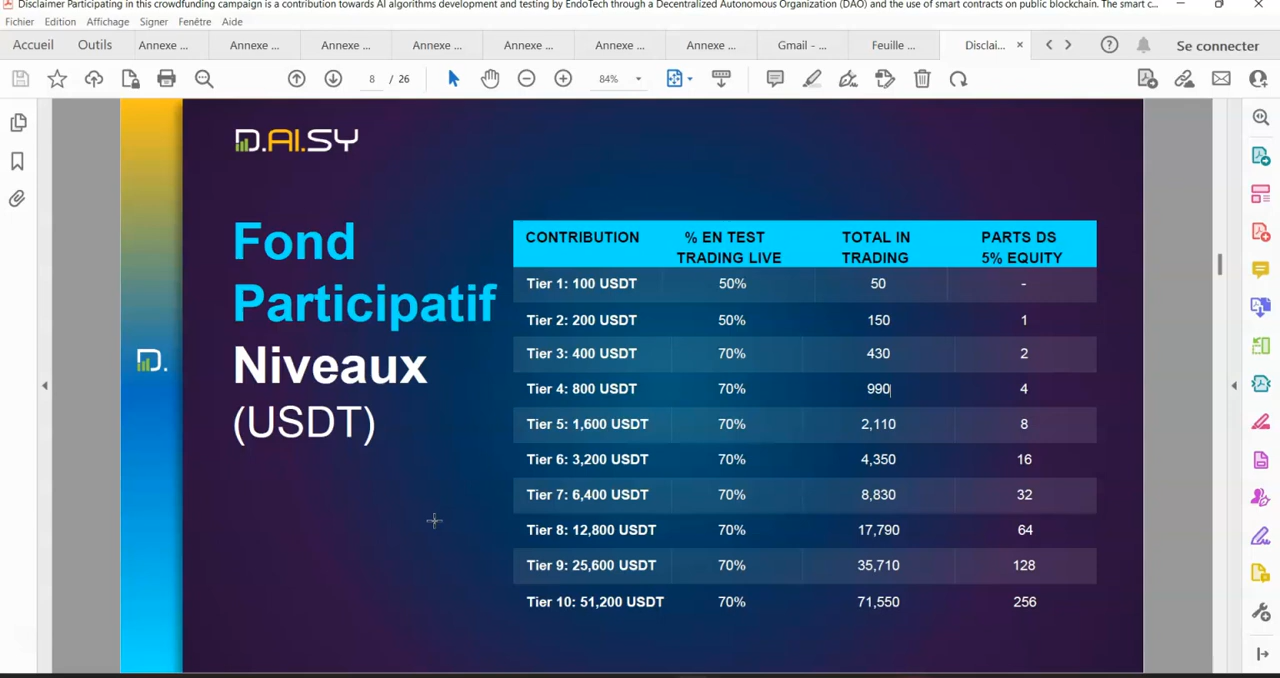 Disclaimer Participating in this crowdfunding campaign is a contribution towards AI algorithms development and testing by EndoTech through a Decentralized Autonomous Organization (DAO) and the use of smart contracts on public blockchain. The smart c...
Fichier Edition Affichage Signer Fenêtre Aide
Accueil Outils Annexe ... Annexe ... Annexe ... Annexe ... Annexe ... Annexe ... Annexe ... Gmail - ... Feuille ... Disclai... × Se connecter
8 / 26 84%
D.AI.SY
Fond
Participatif
Niveaux
(USDT)
D.
CONTRIBUTION % EN TEST TRADING LIVE TOTAL IN TRADING PARTS DS 5% EQUITY
Tier 1: 100 USDT 50% 50 -
Tier 2: 200 USDT 50% 150 1
Tier 3: 400 USDT 70% 430 2
Tier 4: 800 USDT 70% 990 4
Tier 5: 1,600 USDT 70% 2,110 8
Tier 6: 3,200 USDT 70% 4,350 16
Tier 7: 6,400 USDT 70% 8,830 32
Tier 8: 12,800 USDT 70% 17,790 64
Tier 9: 25,600 USDT 70% 35,710 128
Tier 10: 51,200 USDT 70% 71,550 256